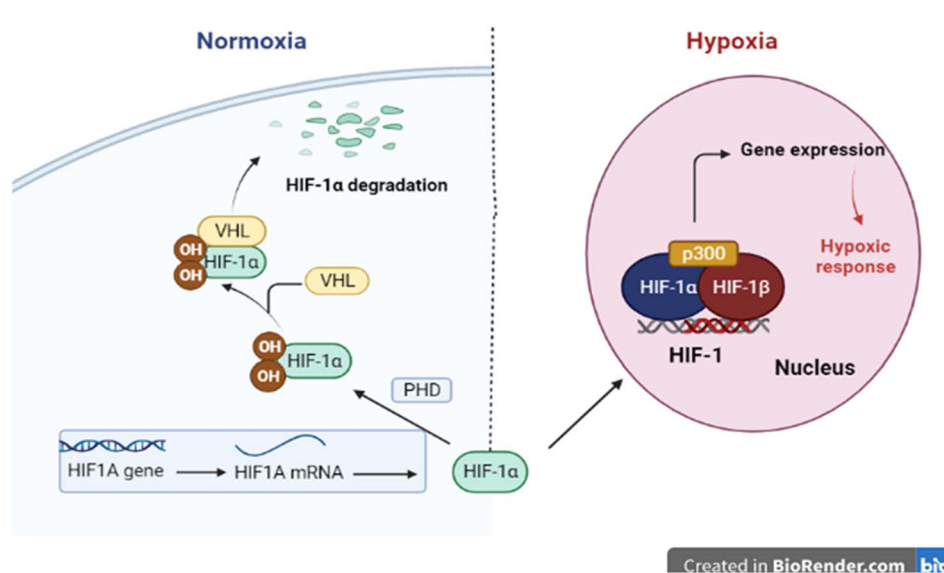 Normoxia
Hypoxia
HIF-1α degradation
VHL
OH
HIF-1α
OH
VHL
OH
HIF-1α
OH
PHD
HIF1A gene
HIF1A mRNA
HIF-1α
Gene expression
Hypoxic
response
p300
HIF-1α
HIF-1β
HIF-1
Nucleus
Created in BioRender.com